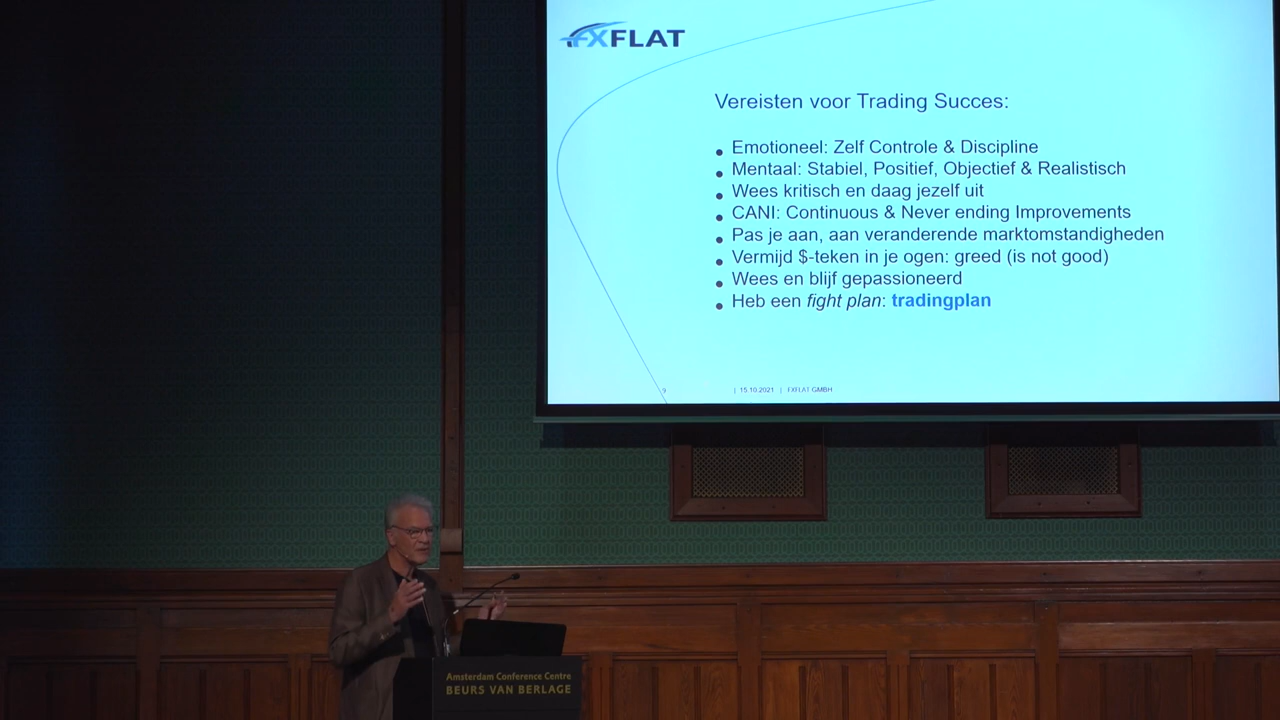 FXFLAT
Vereisten voor Trading Succes:
• Emotioneel: Zelf Controle & Discipline
• Mentaal: Stabiel, Positief, Objectief & Realistisch
• Wees kritisch en daag jezelf uit
• CANI: Continuous & Never ending Improvements
• Pas je aan, aan veranderende marktomstandigheden
• Vermijd $-teken in je ogen: greed (is not good)
• Wees en blijf gepassioneerd
• Heb een fight plan: tradingplan
9 | 15.10.2021 | FXFLAT GMBH
Amsterdam Conference Centre
BEURS VAN BERLAGE